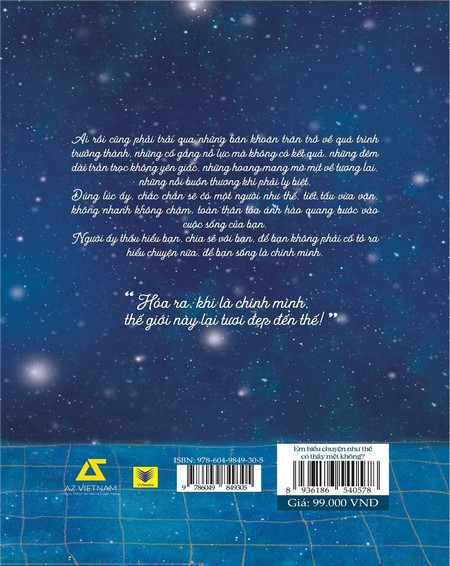 Ai rồi cũng phải trải qua những băn khoăn trăn trở về quá trình
trưởng thành, những cố gắng nỗ lực mà không có kết quả, những đêm
dài trằn trọc không yên giấc, những hoang mang mờ mịt về tương lai,
những nỗi buồn thương khi phải ly biệt.
Đúng lúc ấy, chắc chắn sẽ có một người như thế, tiết tấu vừa vặn,
không nhanh không chậm, toàn thân tỏa ánh hào quang bước vào
cuộc sống của bạn.
Người ấy thấu hiểu bạn, chia sẻ với bạn, để bạn không phải cố tỏ ra
hiểu chuyện nữa, để bạn sống là chính mình.
“Hóa ra, khi là chính mình,
thế giới này lại tươi đẹp đến thế!”
AZ VIETNAM
ISBN: 978-604-9849-30-5
9 786049 849305
Em hiểu chuyện như thế
có thấy mệt không?
8 936186 540578
Giá: 99.000 VNĐ